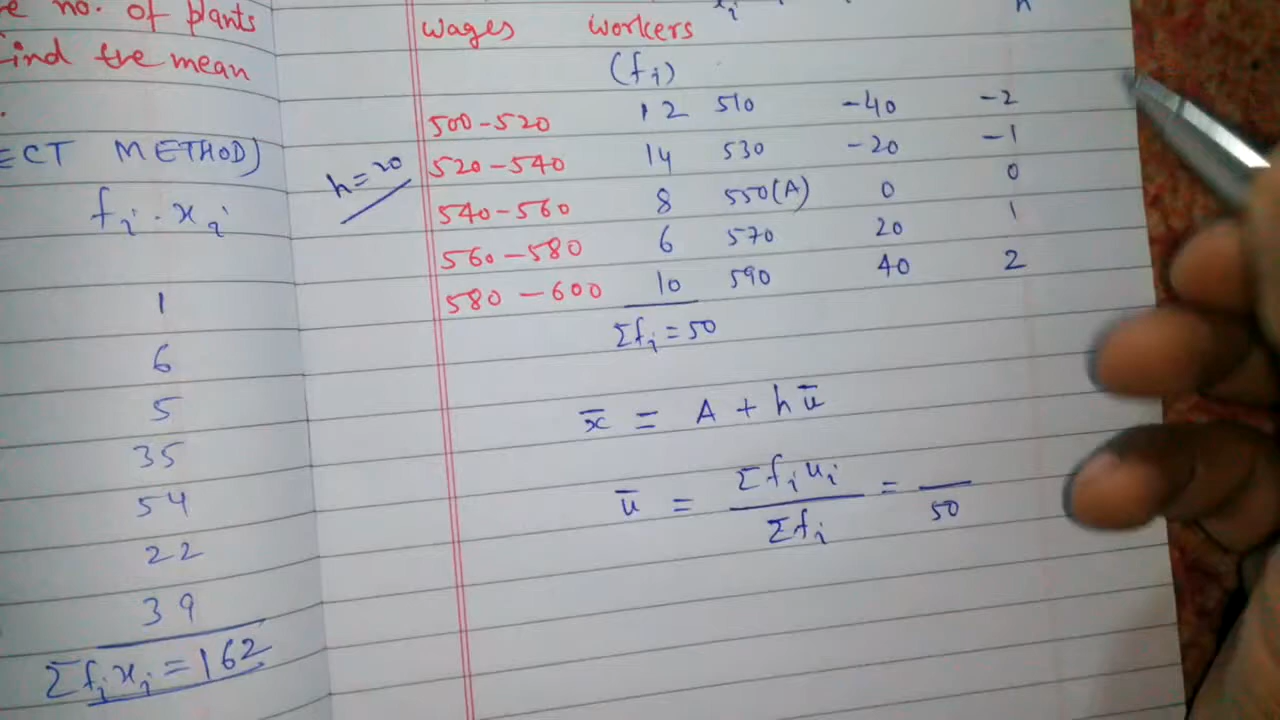 e no. of plants
find the mean
.
ECT METHOD)
fi . xi
1
6
5
35
54
22
39
Σfixi = 162
h = 20
wages workers xi h
(fi)
500-520 12 510 -40 -2
520-540 14 530 -20 -1
540-560 8 550(A) 0 0
560-580 6 570 20 1
580-600 10 590 40 2
Σfi = 50
x̄ = A + hū
ū = Σfiui / Σfi = — / 50